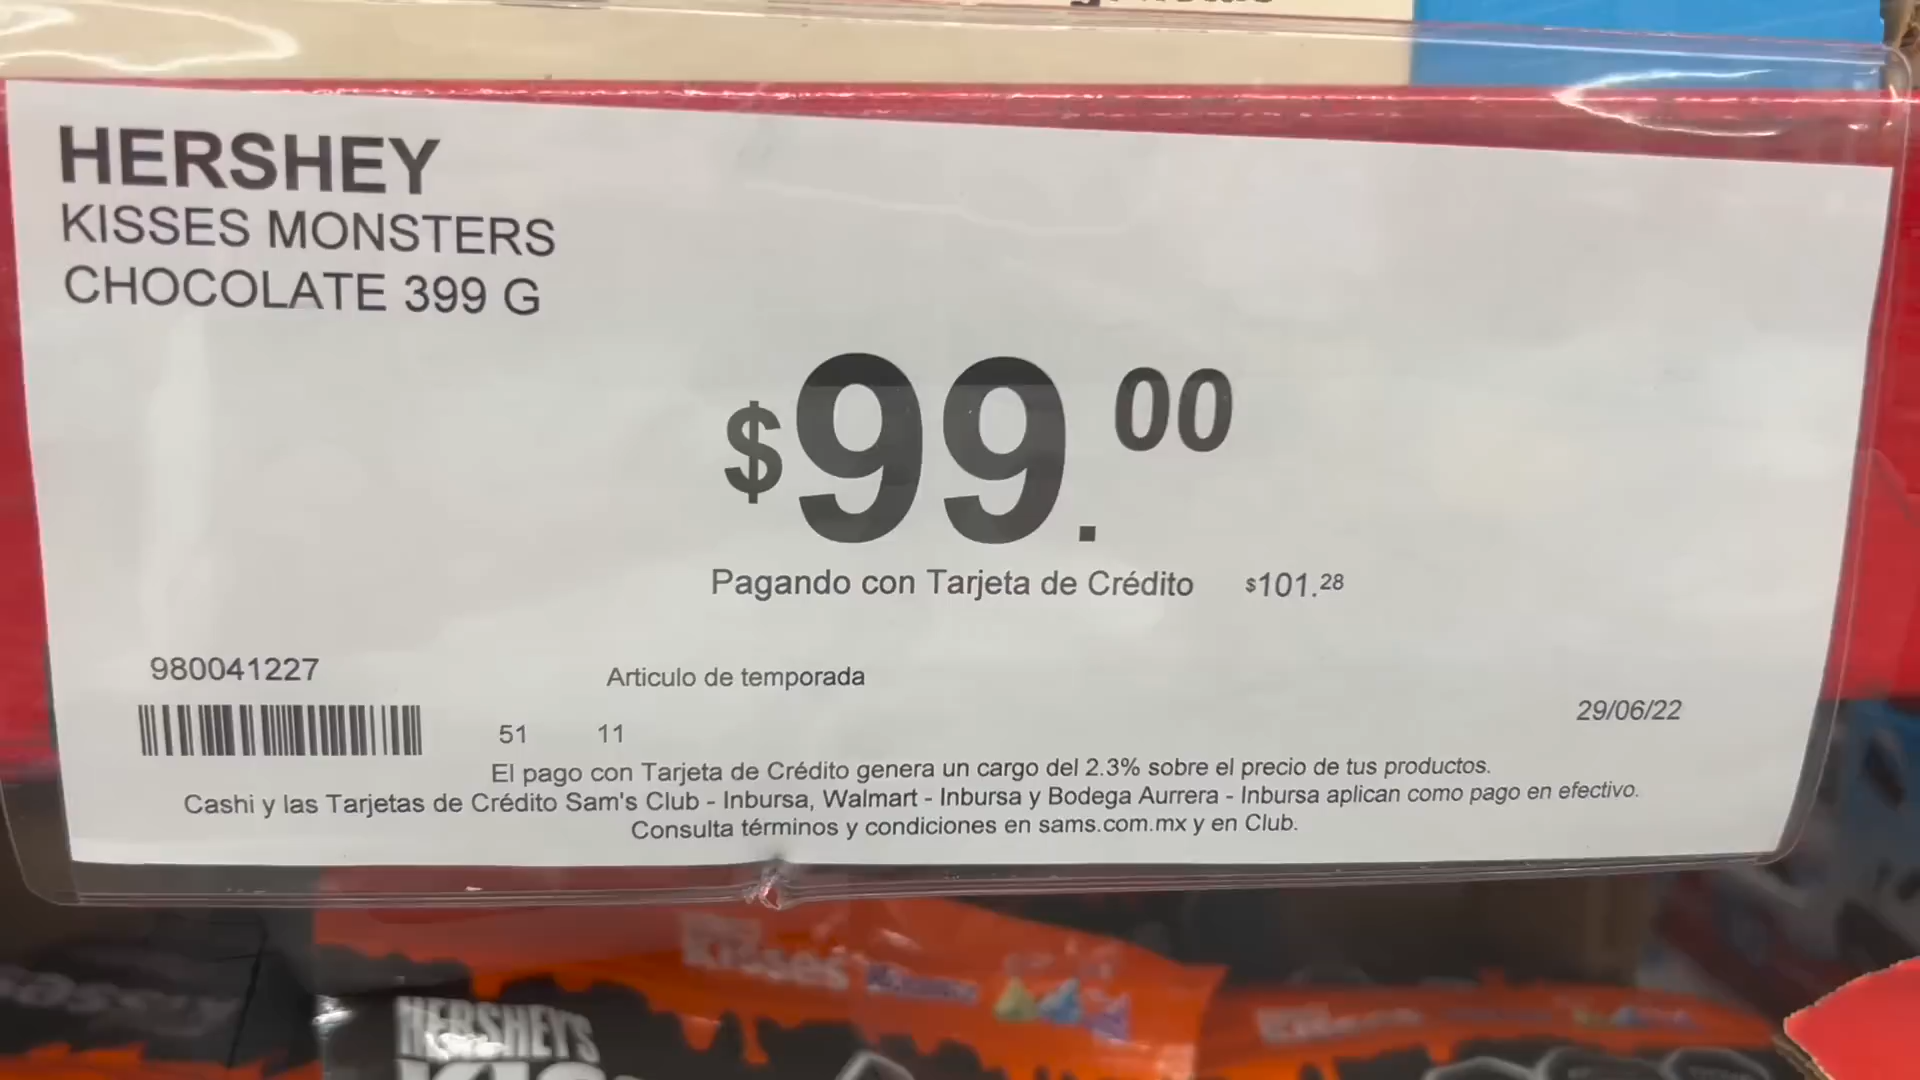 HERSHEY
KISSES MONSTERS
CHOCOLATE 399 G
$99.00
Pagando con Tarjeta de Crédito $101.28
980041227
Articulo de temporada
29/06/22
51 11
El pago con Tarjeta de Crédito genera un cargo del 2.3% sobre el precio de tus productos.
Cashi y las Tarjetas de Crédito Sam's Club - Inbursa, Walmart - Inbursa y Bodega Aurrera - Inbursa aplican como pago en efectivo.
Consulta términos y condiciones en sams.com.mx y en Club.
Kisses
HERSHEY'S